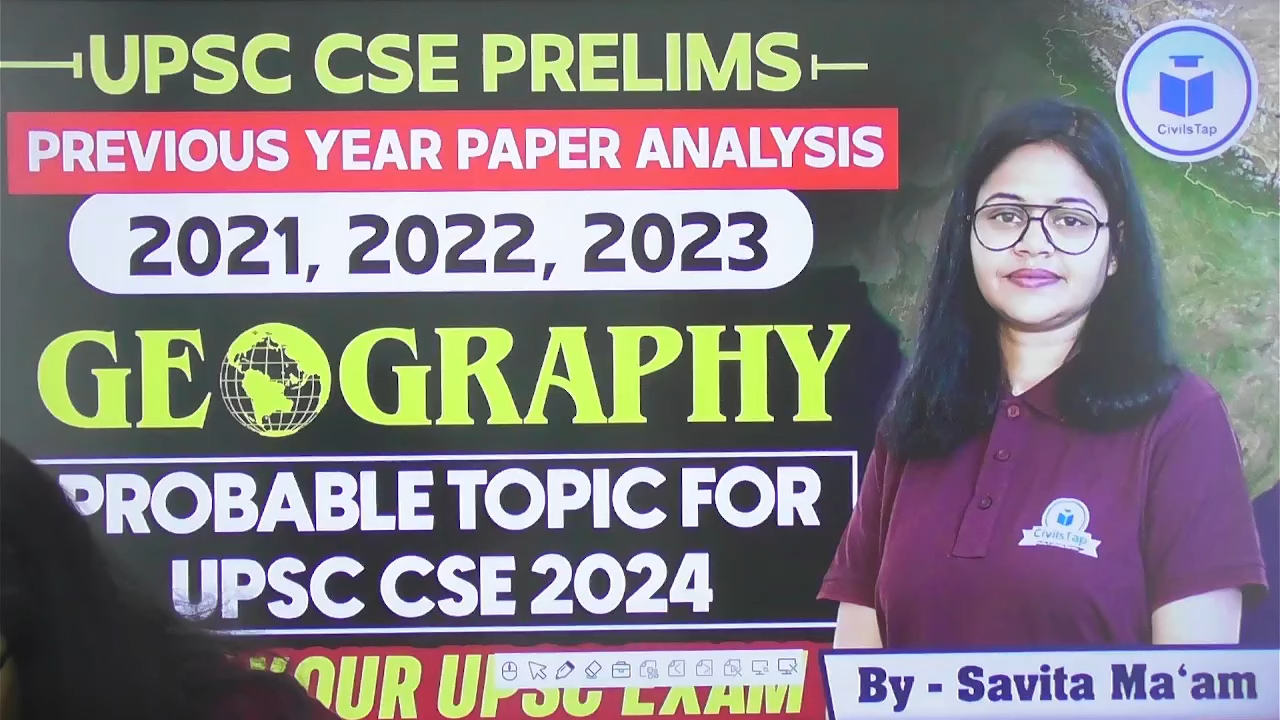 UPSC CSE PRELIMS
PREVIOUS YEAR PAPER ANALYSIS
2021, 2022, 2023
GEOGRAPHY
PROBABLE TOPIC FOR
UPSC CSE 2024
OUR UPSC EXAM
By - Savita Ma‘am
CivilsTap
CivilsTap